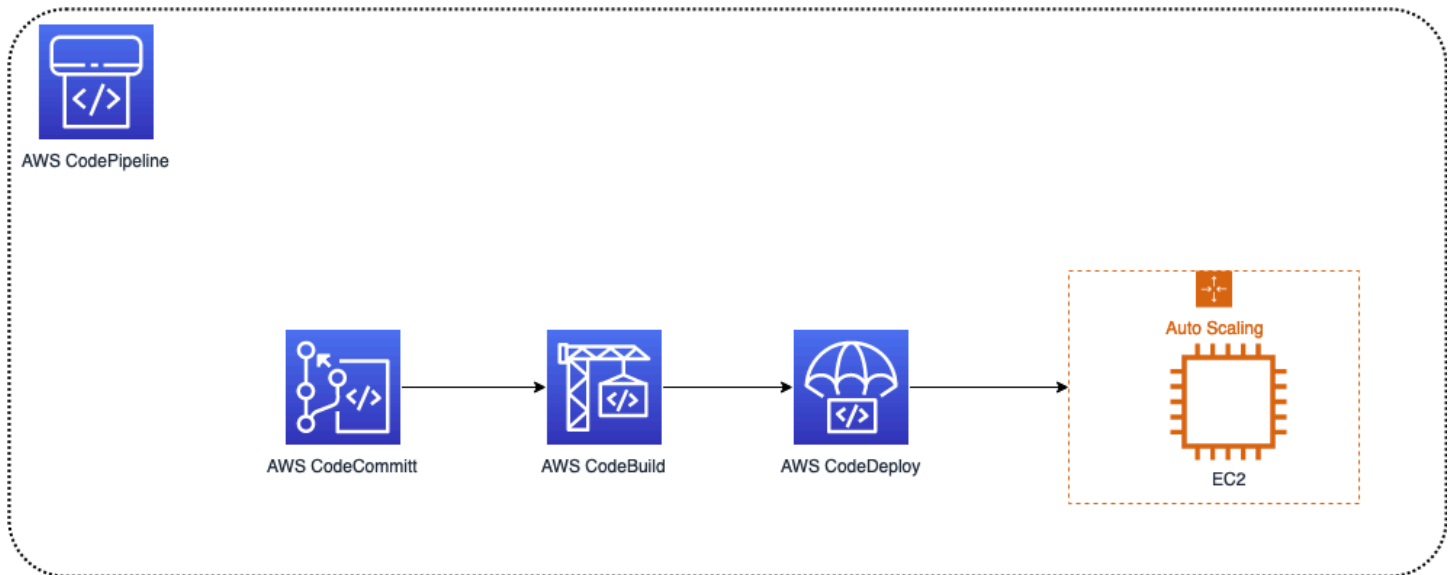 AWS CodePipeline
Auto Scaling
AWS CodeCommitt
AWS CodeBuild
AWS CodeDeploy
EC2